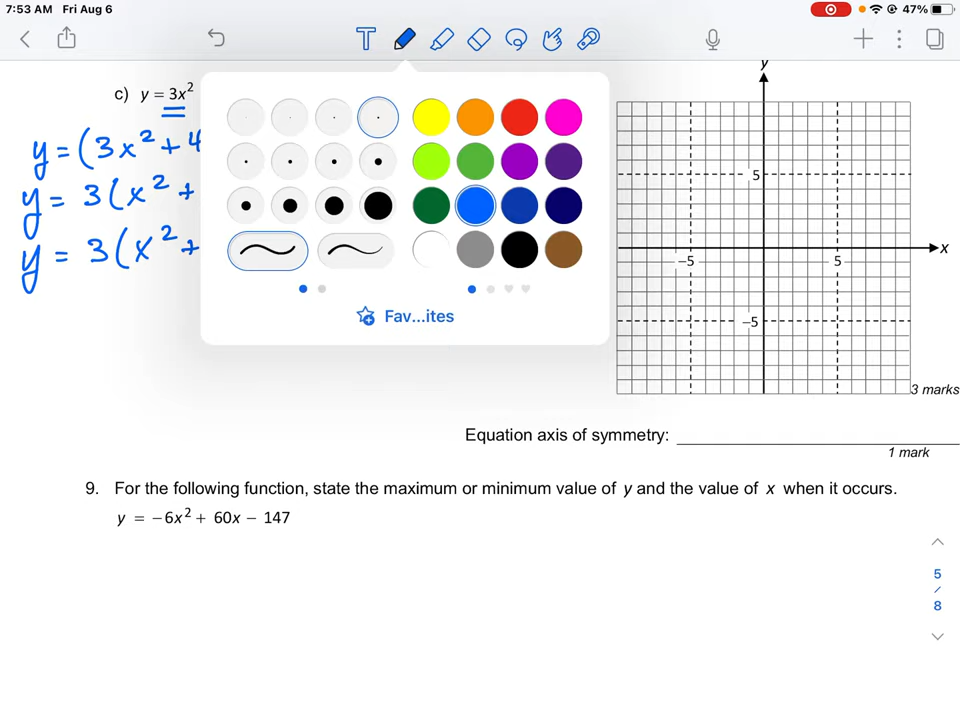 7:53 AM Fri Aug 6
47%
T
c) y = 3x²
y = (3x² + 4
y = 3(x² +
y = 3(x² +
Fav...ites
y
5
-5
5
x
-5
3 marks
Equation axis of symmetry:
1 mark
9. For the following function, state the maximum or minimum value of y and the value of x when it occurs.
y = −6x² + 60x − 147
5
/
8